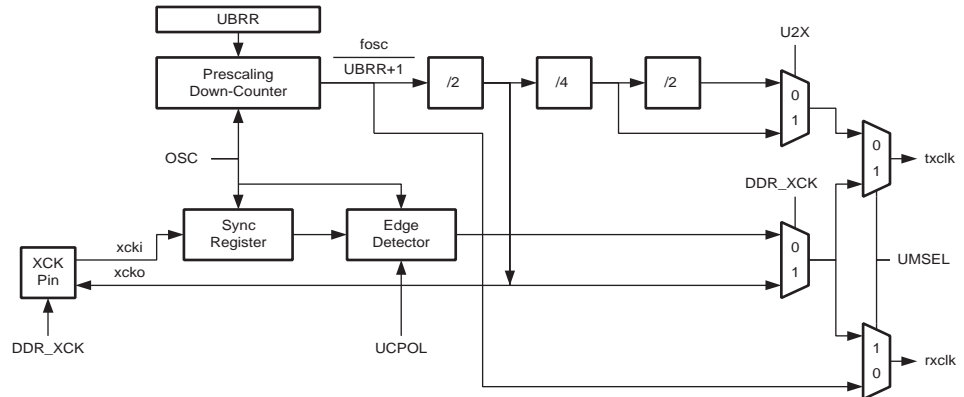 UBRR
U2X
fosc
UBRR+1
Prescaling
Down-Counter
/2
/4
/2
0
1
OSC
0
1
txclk
DDR_XCK
Sync
Register
Edge
Detector
xcki
0
1
XCK
Pin
xcko
UMSEL
DDR_XCK
UCPOL
1
0
rxclk